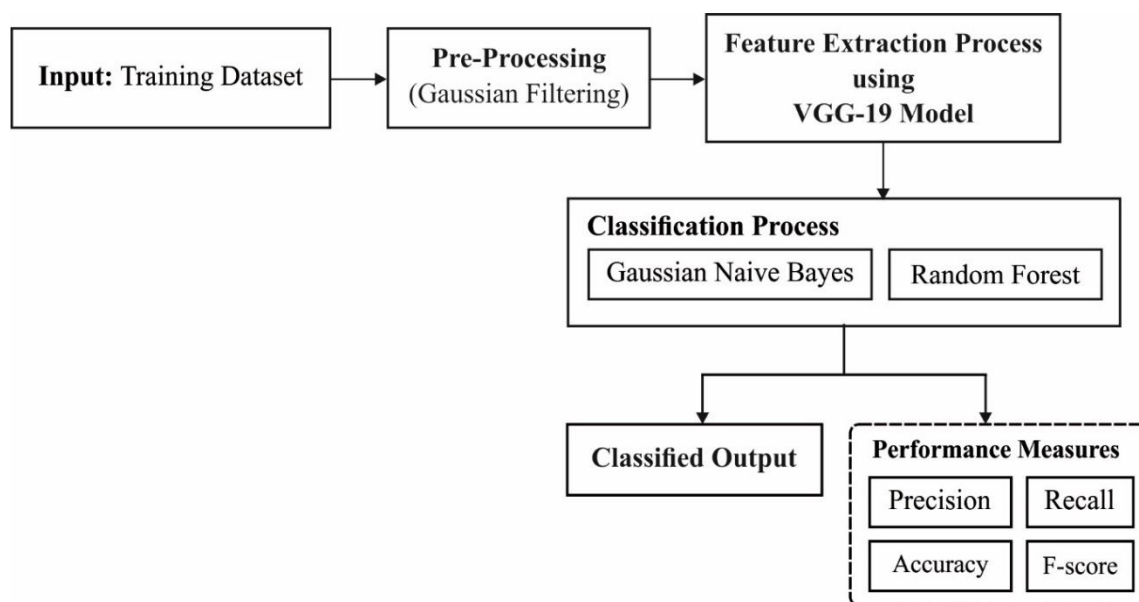 Input: Training Dataset
Pre-Processing
(Gaussian Filtering)
Feature Extraction Process
using
VGG-19 Model
Classification Process
Gaussian Naive Bayes
Random Forest
Classified Output
Performance Measures
Precision
Recall
Accuracy
F-score